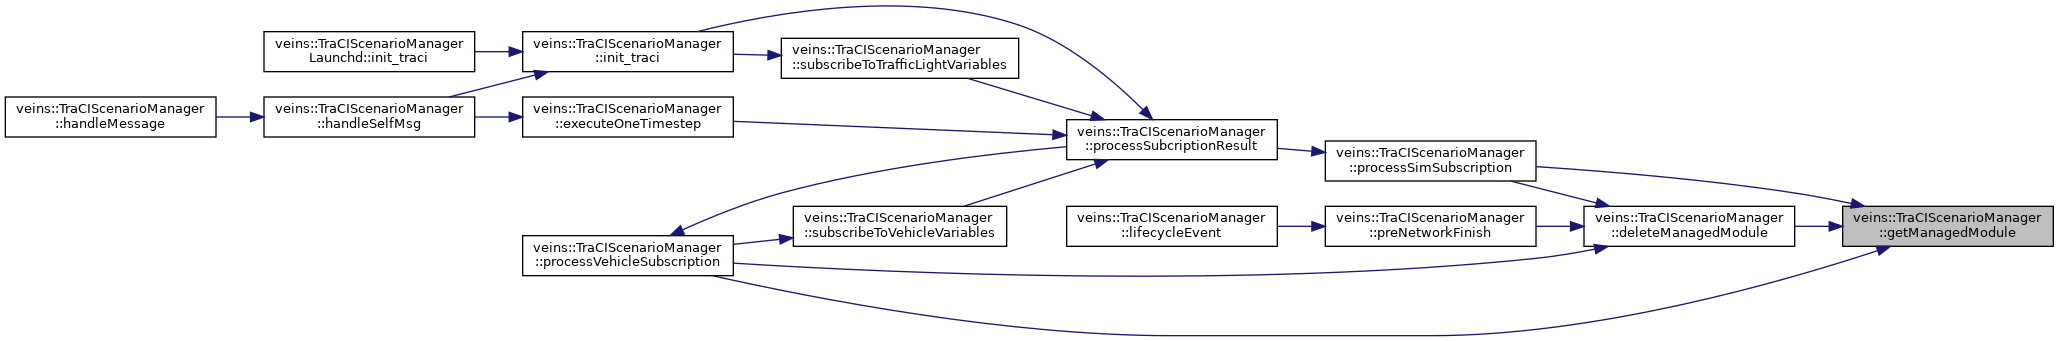 veins::TraCIScenarioManager
Launchd::init_traci
veins::TraCIScenarioManager
::init_traci
veins::TraCIScenarioManager
::subscribeToTrafficLightVariables
veins::TraCIScenarioManager
::handleMessage
veins::TraCIScenarioManager
::handleSelfMsg
veins::TraCIScenarioManager
::executeOneTimestep
veins::TraCIScenarioManager
::processSubcriptionResult
veins::TraCIScenarioManager
::processSimSubscription
veins::TraCIScenarioManager
::subscribeToVehicleVariables
veins::TraCIScenarioManager
::lifecycleEvent
veins::TraCIScenarioManager
::preNetworkFinish
veins::TraCIScenarioManager
::deleteManagedModule
veins::TraCIScenarioManager
::getManagedModule
veins::TraCIScenarioManager
::processVehicleSubscription